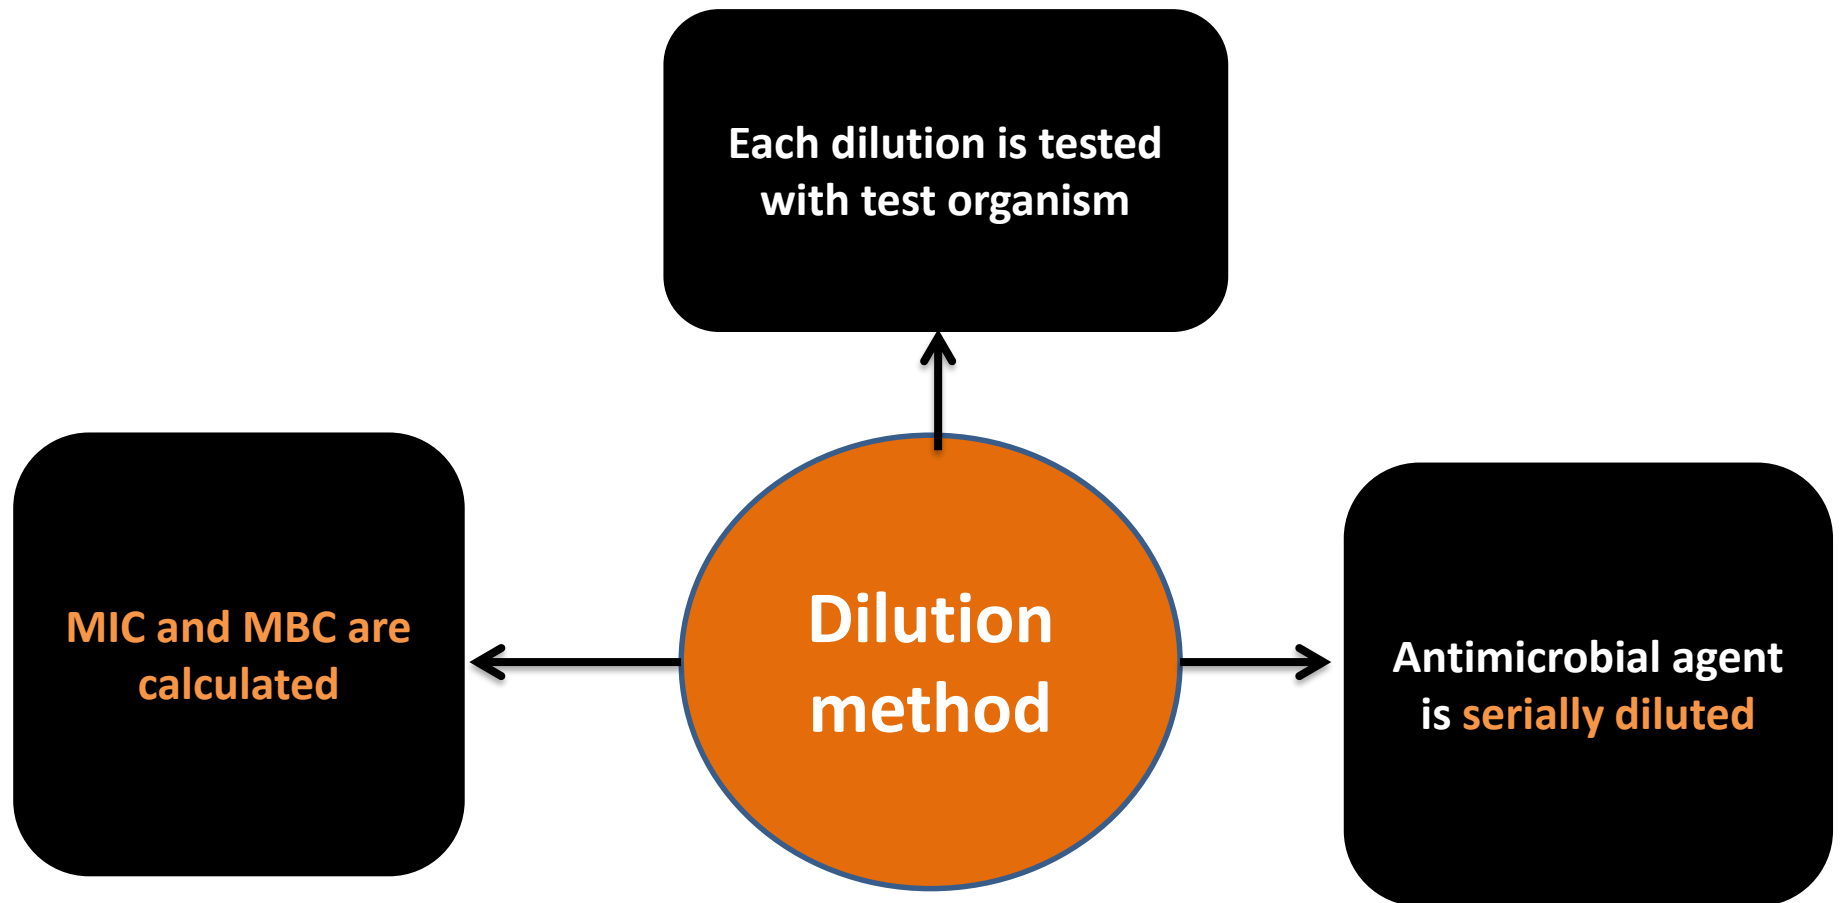 Each dilution is tested
with test organism
MIC and MBC are
calculated
Dilution
method
Antimicrobial agent
is serially diluted